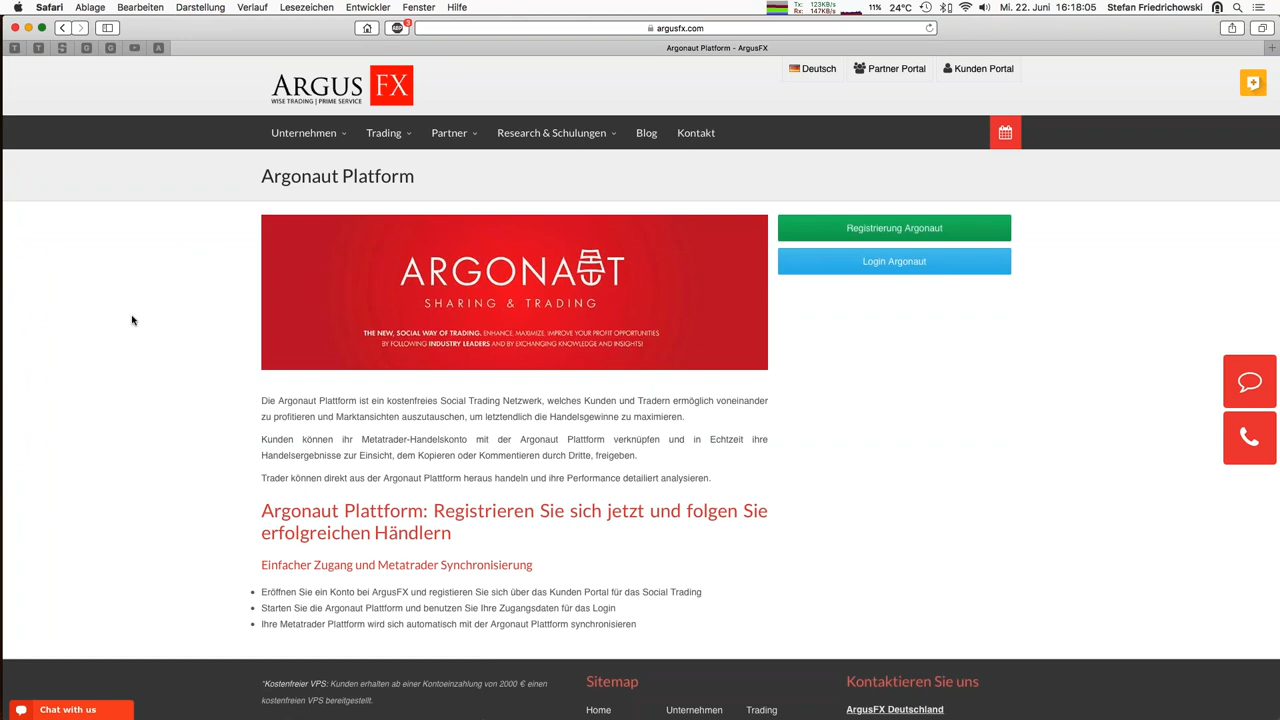 Safari Ablage Bearbeiten Darstellung Verlauf Lesezeichen Entwickler Fenster Hilfe Tx: 123KB/s Rx: 147KB/s 11% 24°C Mi. 22. Juni 16:18:05 Stefan Friedrichowski
ABP 3 argusfx.com
T T S G G A Argonaut Platform - ArgusFX
Deutsch Partner Portal Kunden Portal
ARGUS FX
WISE TRADING | PRIME SERVICE
Unternehmen Trading Partner Research & Schulungen Blog Kontakt
Argonaut Platform
Registrierung Argonaut
Login Argonaut
ARGONAUT
SHARING & TRADING
THE NEW, SOCIAL WAY OF TRADING. ENHANCE, MAXIMIZE, IMPROVE YOUR PROFIT OPPORTUNITIES
BY FOLLOWING INDUSTRY LEADERS AND BY EXCHANGING KNOWLEDGE AND INSIGHTS!
Die Argonaut Plattform ist ein kostenfreies Social Trading Netzwerk, welches Kunden und Tradern ermöglich voneinander
zu profitieren und Marktansichten auszutauschen, um letztendlich die Handelsgewinne zu maximieren.
Kunden können ihr Metatrader-Handelskonto mit der Argonaut Plattform verknüpfen und in Echtzeit ihre
Handelsergebnisse zur Einsicht, dem Kopieren oder Kommentieren durch Dritte, freigeben.
Trader können direkt aus der Argonaut Plattform heraus handeln und ihre Performance detailiert analysieren.
Argonaut Plattform: Registrieren Sie sich jetzt und folgen Sie
erfolgreichen Händlern
Einfacher Zugang und Metatrader Synchronisierung
Eröffnen Sie ein Konto bei ArgusFX und registieren Sie sich über das Kunden Portal für das Social Trading
Starten Sie die Argonaut Plattform und benutzen Sie Ihre Zugangsdaten für das Login
Ihre Metatrader Plattform wird sich automatisch mit der Argonaut Plattform synchronisieren
*Kostenfreier VPS: Kunden erhalten ab einer Kontoeinzahlung von 2000 € einen
kostenfreien VPS bereitgestellt.
Sitemap
Home Unternehmen Trading
Kontaktieren Sie uns
ArgusFX Deutschland
Chat with us